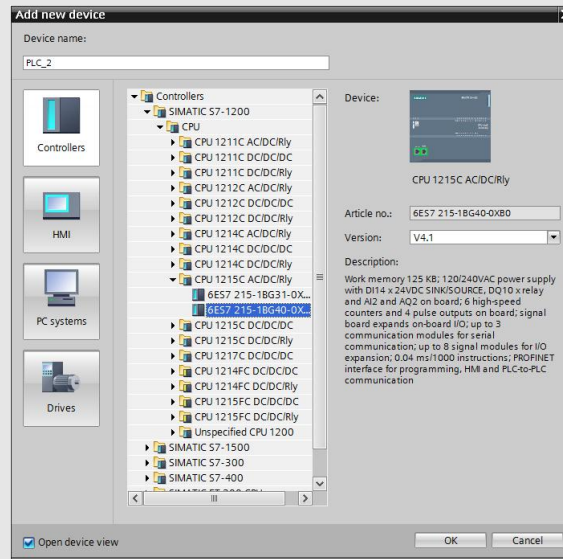 Add new device
Device name:
PLC_2
Controllers
HMI
PC systems
Drives
Controllers
SIMATIC S7-1200
CPU
CPU 1211C AC/DC/Rly
CPU 1211C DC/DC/DC
CPU 1211C DC/DC/Rly
CPU 1212C AC/DC/Rly
CPU 1212C DC/DC/DC
CPU 1212C DC/DC/Rly
CPU 1214C AC/DC/Rly
CPU 1214C DC/DC/DC
CPU 1214C DC/DC/Rly
CPU 1215C AC/DC/Rly
6ES7 215-1BG31-0X...
6ES7 215-1BG40-0X...
CPU 1215C DC/DC/DC
CPU 1215C DC/DC/Rly
CPU 1217C DC/DC/DC
CPU 1214FC DC/DC/DC
CPU 1214FC DC/DC/Rly
CPU 1215FC DC/DC/DC
CPU 1215FC DC/DC/Rly
Unspecified CPU 1200
SIMATIC S7-1500
SIMATIC S7-300
SIMATIC S7-400
SIMATIC ET 200 CPU
Device:
CPU 1215C AC/DC/Rly
Article no.:
6ES7 215-1BG40-0XB0
Version:
V4.1
Description:
Work memory 125 KB; 120/240VAC power supply
with DI14 x 24VDC SINK/SOURCE, DQ10 x relay
and AI2 and AQ2 on board; 6 high-speed
counters and 4 pulse outputs on board; signal
board expands on-board I/O; up to 3
communication modules for serial
communication; up to 8 signal modules for I/O
expansion; 0.04 ms/1000 instructions; PROFINET
interface for programming, HMI and PLC-to-PLC
communication
Open device view
OK
Cancel